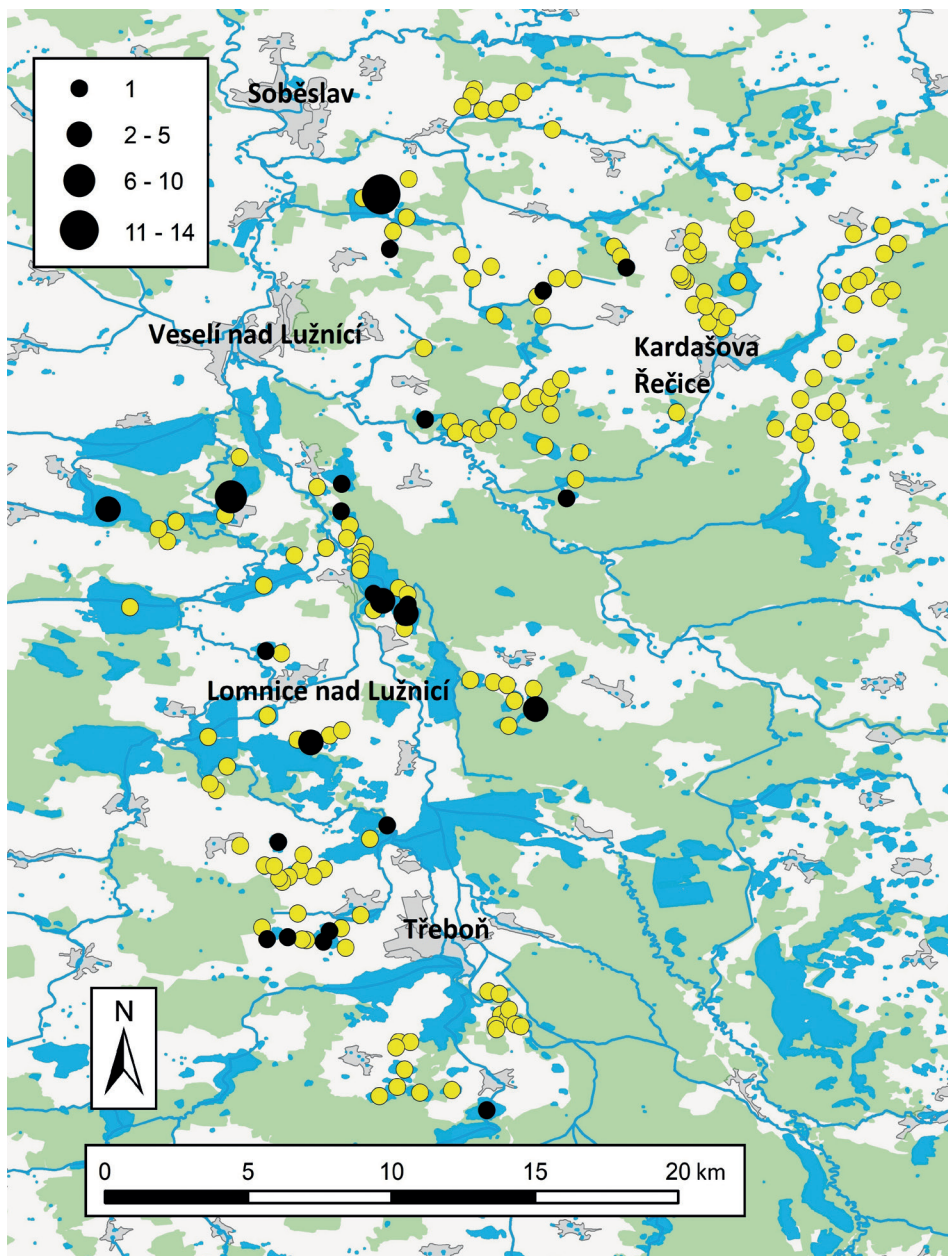 1
2 - 5
6 - 10
11 - 14
Soběslav
Veselí nad Lužnící
Kardašova
Řečice
Lomnice nad Lužnicí
Třeboň
N
0 5 10 15 20 km